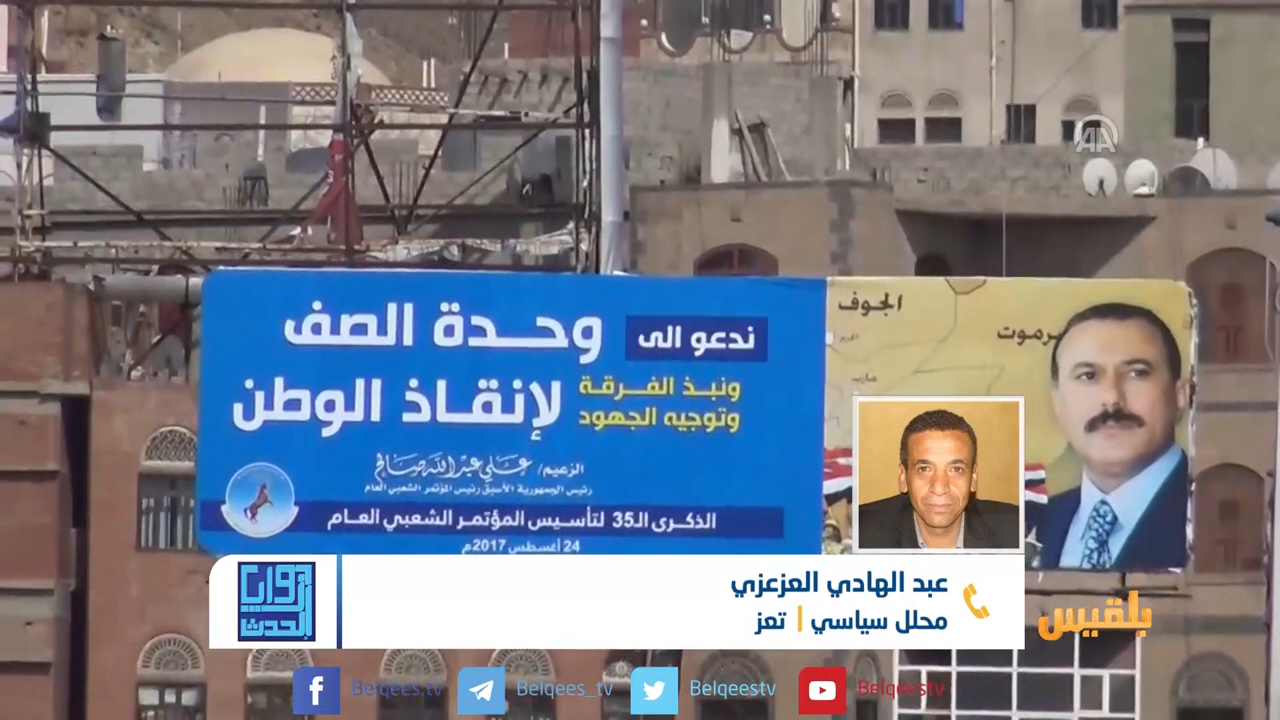 AA
ندعو الى وحدة الصف
ونبذ الفرقة
وتوجيه الجهود
لإنقاذ الوطن
الزعيم/ علي عبدالله صالح
رئيس الجمهورية الأسبق رئيس المؤتمر الشعبي العام
الذكرى الـ35 لتأسيس المؤتمر الشعبي العام
24 أغسطس 2017م
الجوف
مارب
عبد الهادي العزعزي
محلل سياسي | تعز
زوايا الحدث
بلقيس
Belqees.tv
Belqees_tv
Belqeestv
Belqeestv